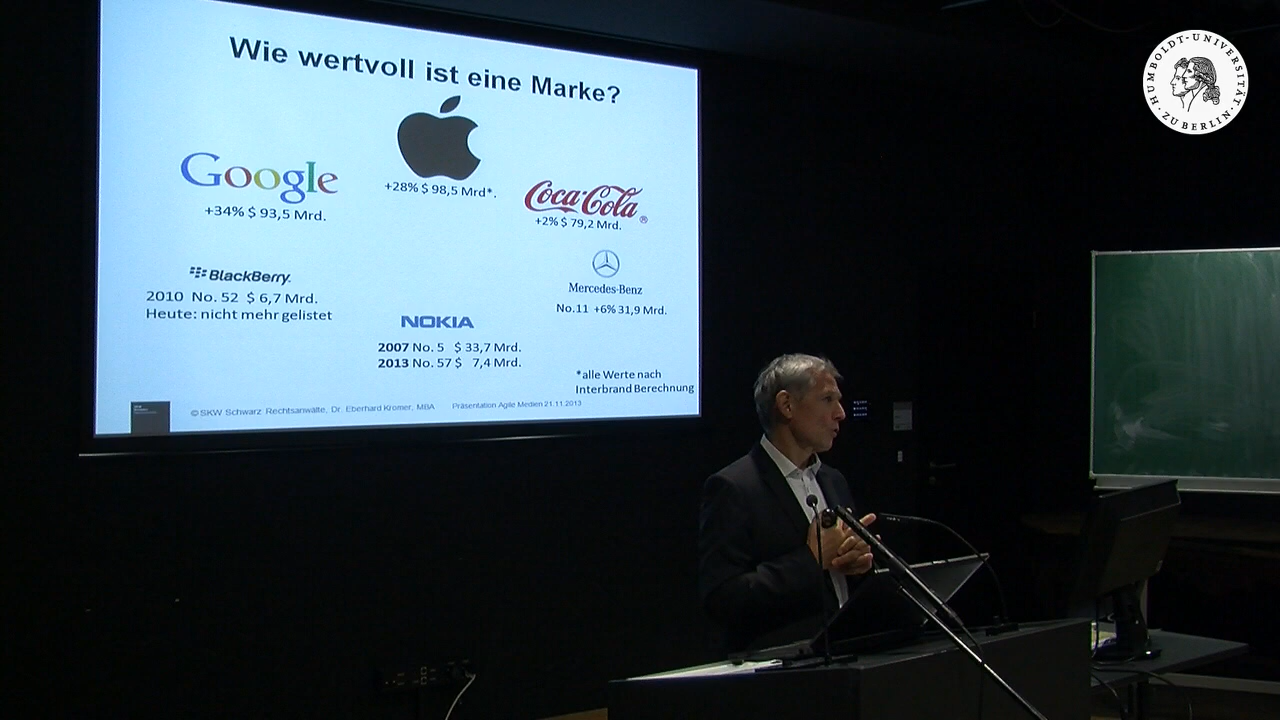 Wie wertvoll ist eine Marke?
Google
+34% $ 93,5 Mrd.
+28% $ 98,5 Mrd*.
Coca-Cola®
+2% $ 79,2 Mrd.
BlackBerry.
2010 No. 52 $ 6,7 Mrd.
Heute: nicht mehr gelistet
NOKIA
2007 No. 5 $ 33,7 Mrd.
2013 No. 57 $ 7,4 Mrd.
Mercedes-Benz
No.11 +6% 31,9 Mrd.
*alle Werte nach
Interbrand Berechnung
© SKW Schwarz Rechtsanwälte, Dr. Eberhard Kromer, MBA Präsentation Agile Medien 21.11.2013
HUMBOLDT-UNIVERSITÄT
· ZU BERLIN ·